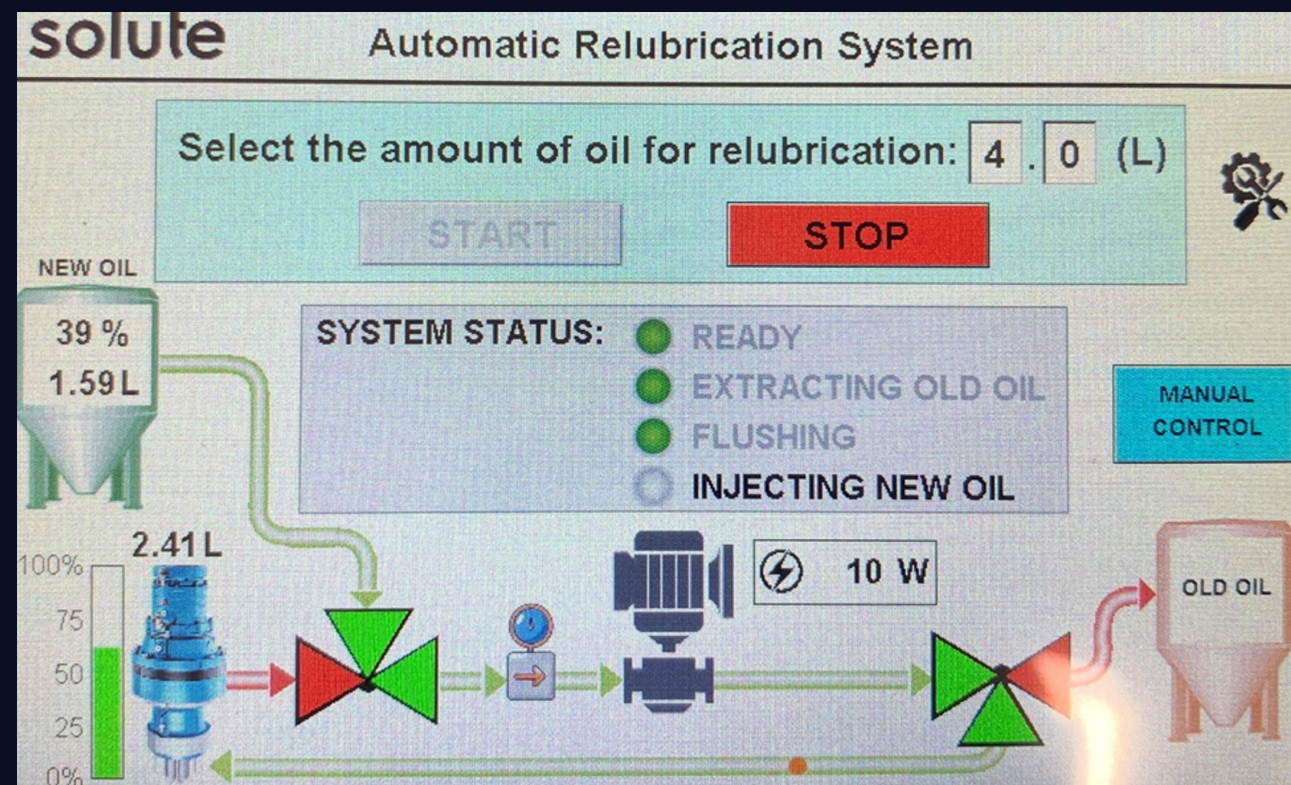 solute
Automatic Relubrication System
Select the amount of oil for relubrication: 4 . 0 (L)
START
STOP
NEW OIL
39 %
1.59 L
SYSTEM STATUS:
READY
EXTRACTING OLD OIL
FLUSHING
INJECTING NEW OIL
MANUAL
CONTROL
2.41 L
10 W
OLD OIL
100%
75
50
25
0%